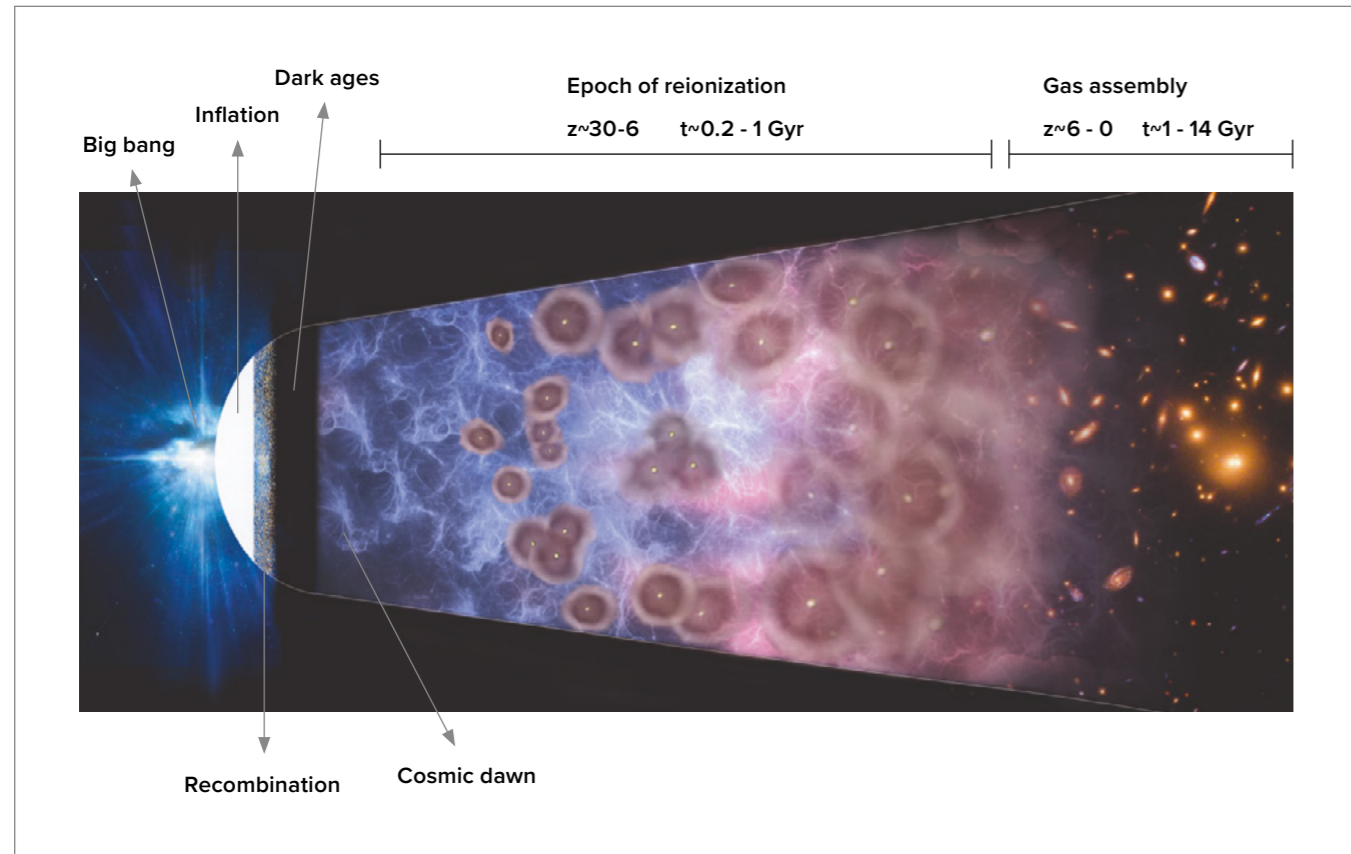 Dark ages
Epoch of reionization
Gas assembly
Inflation
z~30-6 t~0.2 - 1 Gyr
z~6 - 0 t~1 - 14 Gyr
Big bang
Recombination
Cosmic dawn